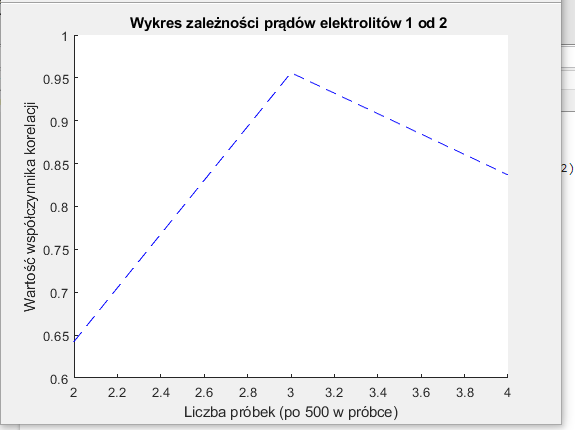 Wykres zależności prądów elektrolitów 1 od 2
1
0.95
0.9
0.85
0.8
0.75
0.7
0.65
0.6
Wartość współczynnika korelacji
2 2.2 2.4 2.6 2.8 3 3.2 3.4 3.6 3.8 4
Liczba próbek (po 500 w próbce)
2)